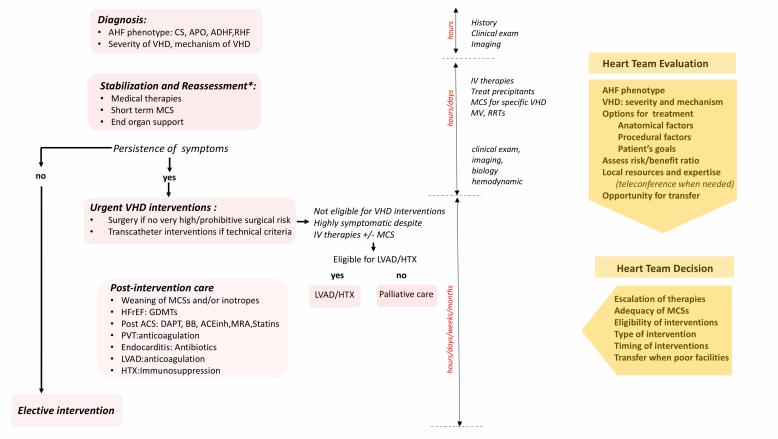 Diagnosis:
• AHF phenotype: CS, APO, ADHF,RHF
• Severity of VHD, mechanism of VHD
Stabilization and Reassessment*:
• Medical therapies
• Short term MCS
• End organ support
Persistence of symptoms
no
yes
Urgent VHD interventions :
• Surgery if no very high/prohibitive surgical risk
• Transcatheter interventions if technical criteria
Not eligible for VHD interventions
Highly symptomatic despite
IV therapies +/- MCS
Eligible for LVAD/HTX
yes
no
LVAD/HTX
Palliative care
Post-intervention care
• Weaning of MCSs and/or inotropes
• HFrEF: GDMTs
• Post ACS: DAPT, BB, ACEinh,MRA,Statins
• PVT:anticoagulation
• Endocarditis: Antibiotics
• LVAD:anticoagulation
• HTX:Immunosuppression
Elective intervention
hours
History
Clinical exam
Imaging
hours/days
IV therapies
Treat precipitants
MCS for specific VHD
MV, RRTs
clinical exam,
imaging,
biology
hemodynamic
hours/days/weeks/months
Heart Team Evaluation
AHF phenotype
VHD: severity and mechanism
Options for treatment
Anatomical factors
Procedural factors
Patient's goals
Assess risk/benefit ratio
Local resources and expertise
(teleconference when needed)
Opportunity for transfer
Heart Team Decision
Escalation of therapies
Adequacy of MCSs
Eligibility of interventions
Type of intervention
Timing of interventions
Transfer when poor facilities